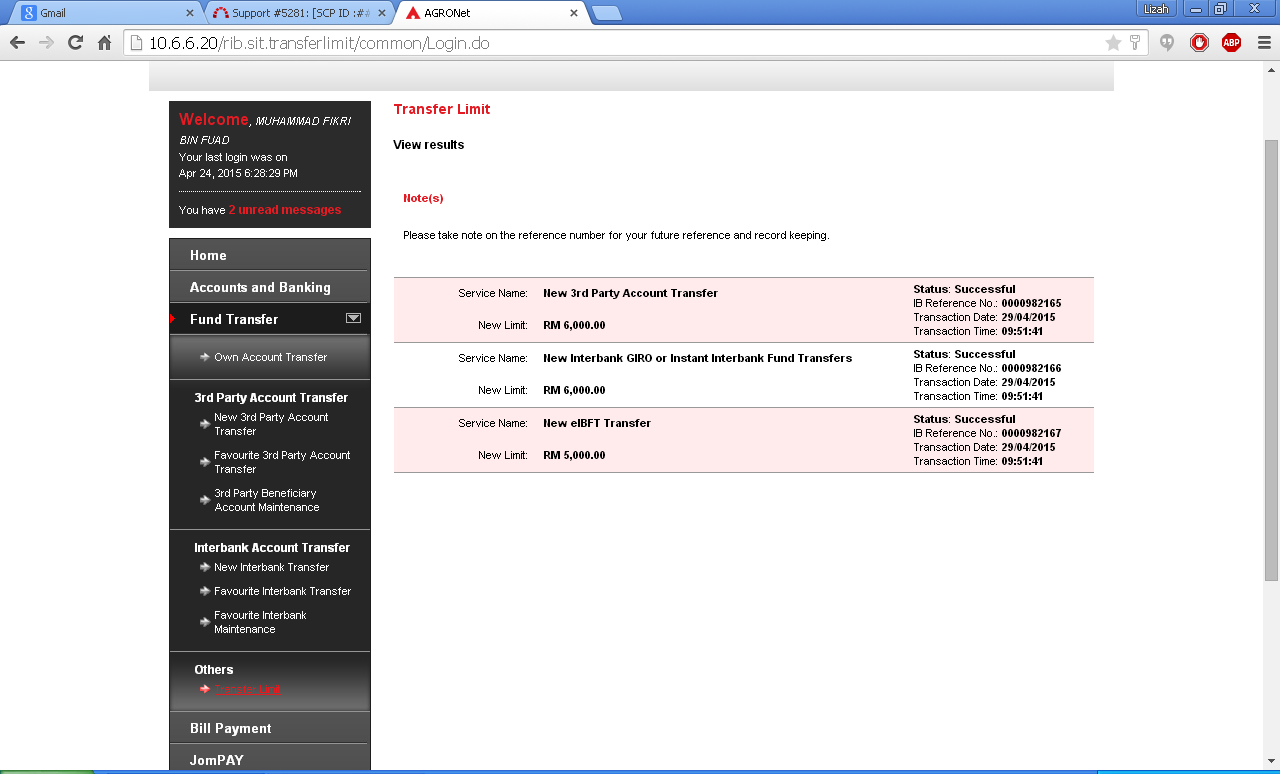 Gmail
Support #5281: [SCP ID :##
AGRONet
Lizah
10.6.6.20/rib.sit.transferlimit/common/Login.do
ABP
Welcome, MUHAMMAD FIKRI
BIN FUAD
Your last login was on
Apr 24, 2015 6:28:29 PM
You have 2 unread messages
Home
Accounts and Banking
Fund Transfer
Own Account Transfer
3rd Party Account Transfer
New 3rd Party Account
Transfer
Favourite 3rd Party Account
Transfer
3rd Party Beneficiary
Account Maintenance
Interbank Account Transfer
New Interbank Transfer
Favourite Interbank Transfer
Favourite Interbank
Maintenance
Others
Transfer Limit
Bill Payment
JomPAY
Transfer Limit
View results
Note(s)
Please take note on the reference number for your future reference and record keeping.
Service Name: New 3rd Party Account Transfer
New Limit: RM 6,000.00
Status: Successful
IB Reference No.: 0000982165
Transaction Date: 29/04/2015
Transaction Time: 09:51:41
Service Name: New Interbank GIRO or Instant Interbank Fund Transfers
New Limit: RM 6,000.00
Status: Successful
IB Reference No.: 0000982166
Transaction Date: 29/04/2015
Transaction Time: 09:51:41
Service Name: New eIBFT Transfer
New Limit: RM 5,000.00
Status: Successful
IB Reference No.: 0000982167
Transaction Date: 29/04/2015
Transaction Time: 09:51:41